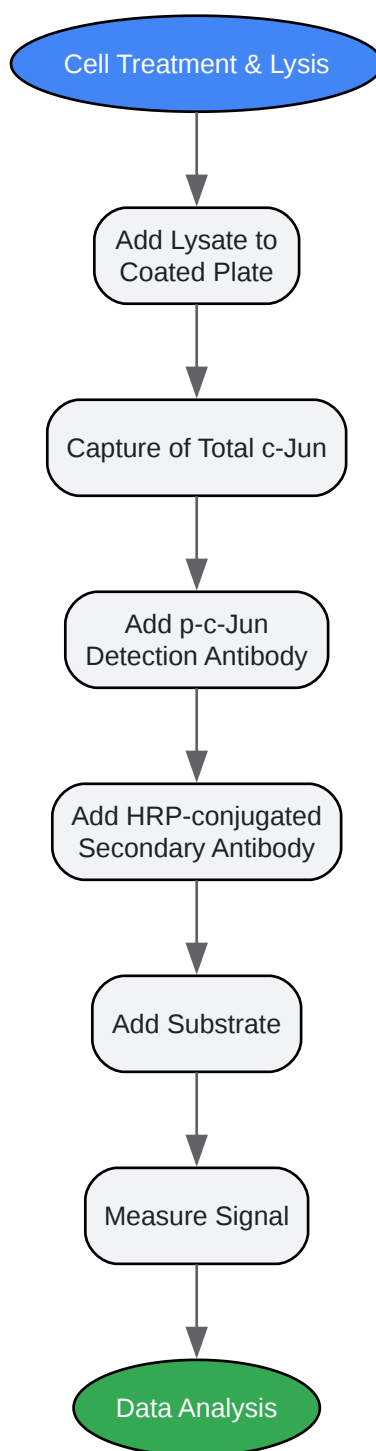 Cell Treatment & Lysis
Add Lysate to
Coated Plate
Capture of Total c-Jun
Add p-c-Jun
Detection Antibody
Add HRP-conjugated
Secondary Antibody
Add Substrate
Measure Signal
Data Analysis